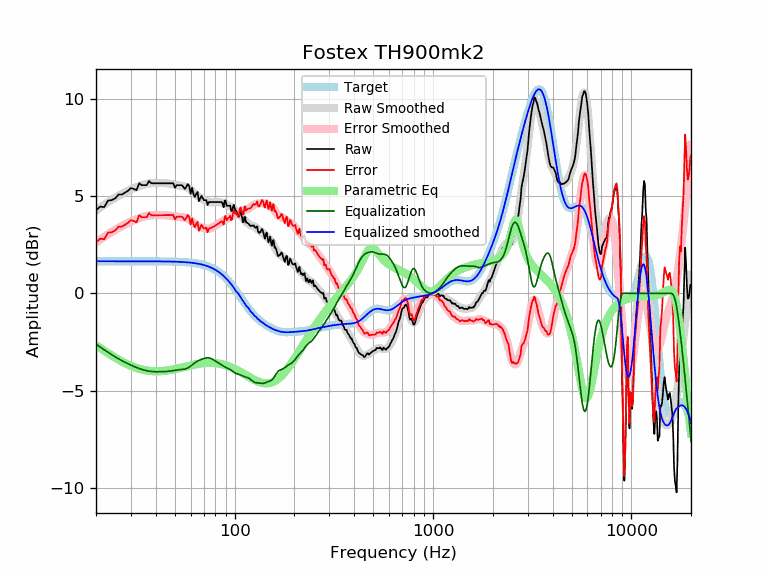 Fostex TH900mk2
Target
Raw Smoothed
Error Smoothed
Raw
Error
Parametric Eq
Equalization
Equalized smoothed
10
5
0
−5
−10
Amplitude (dBr)
100
1000
10000
Frequency (Hz)